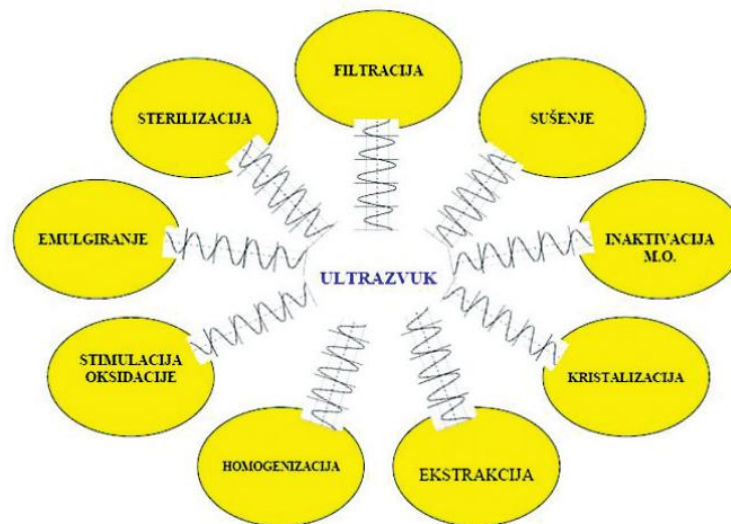 FILTRACIJA
STERILIZACIJA
SUŠENJE
EMULGIRANJE
INAKTIVACIJA
M.O.
ULTRAZVUK
STIMULACIJA
OKSIDACIJE
KRISTALIZACIJA
HOMOGENIZACIJA
EKSTRAKCIJA